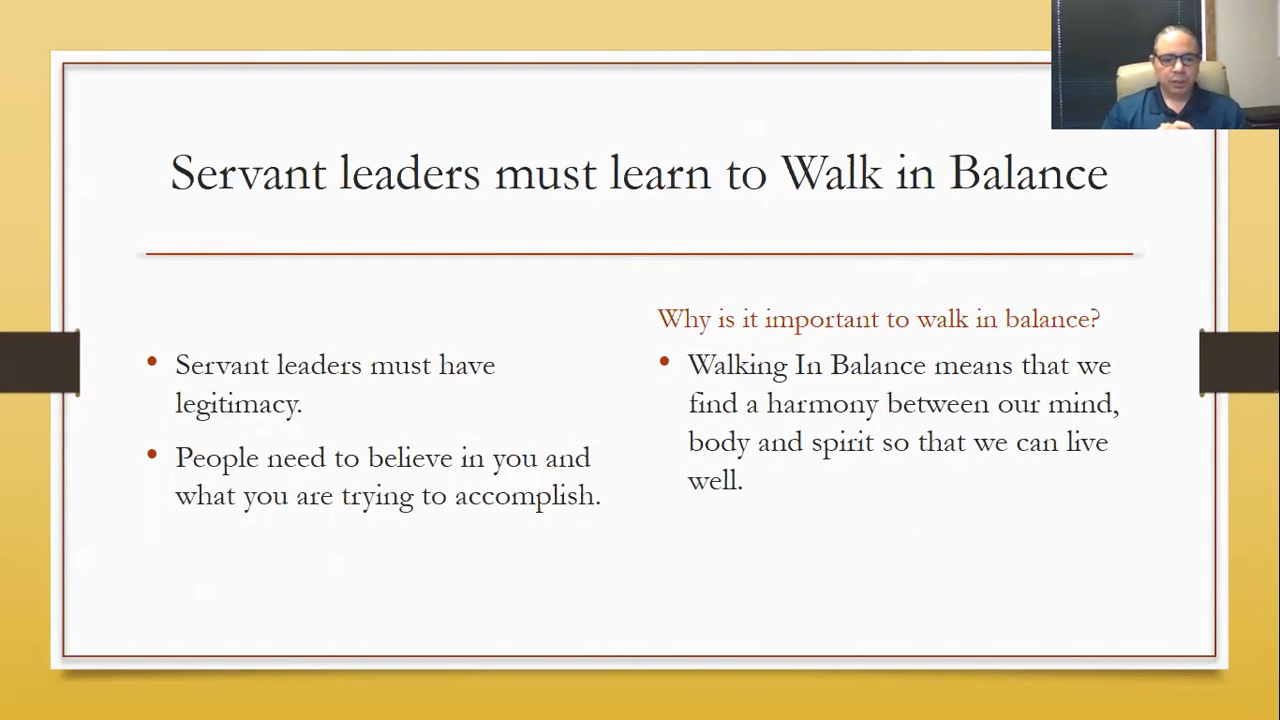 Servant leaders must learn to Walk in Balance
Servant leaders must have
legitimacy.
People need to believe in you and
what you are trying to accomplish.
Why is it important to walk in balance?
Walking In Balance means that we
find a harmony between our mind,
body and spirit so that we can live
well.